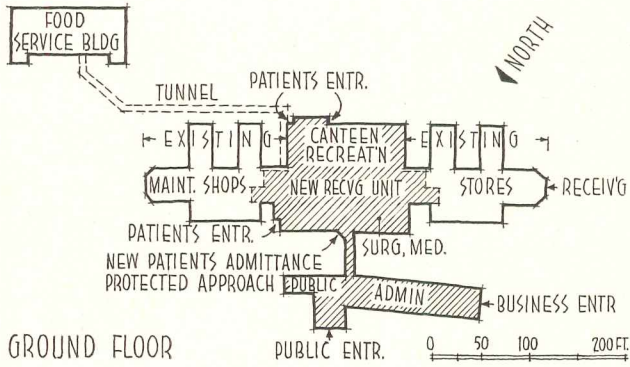 FOOD
SERVICE BLDG
NORTH
TUNNEL
PATIENTS ENTR.
EXISTING
CANTEEN
RECREAT'N
EXISTING
MAINT. SHOPS
NEW RECVG UNIT
STORES
RECEIV'G
PATIENTS ENTR.
SURG, MED.
NEW PATIENTS ADMITTANCE
PROTECTED APPROACH
PUBLIC
ADMIN
BUSINESS ENTR
GROUND FLOOR
PUBLIC ENTR.
0 50 100 200 FT.